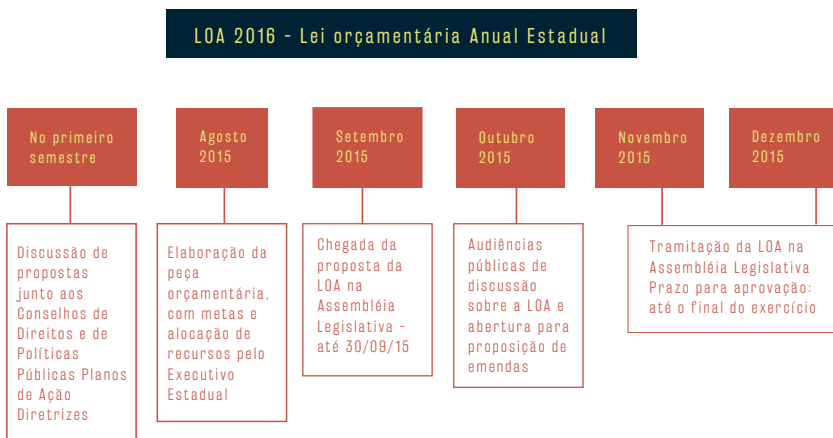 LOA 2016 - Lei orçamentária Anual Estadual
No primeiro
semestre
Agosto
2015
Setembro
2015
Outubro
2015
Novembro
2015
Dezembro
2015
Discussão de
propostas
junto aos
Conselhos de
Direitos e de
Políticas
Públicas Planos
de Ação
Diretrizes
Elaboração da
peça
orçamentária,
com metas e
alocação de
recursos pelo
Executivo
Estadual
Chegada da
proposta da
LOA na
Assembléia
Legislativa -
até 30/09/15
Audiências
públicas de
discussão
sobre a LOA e
abertura para
proposição de
emendas
Tramitação da LOA na
Assembléia Legislativa
Prazo para aprovação:
até o final do exercício